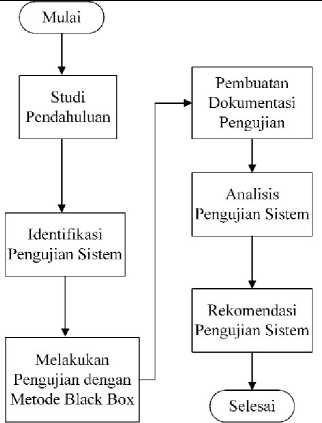 Mulai
Studi
Pendahuluan
Identifikasi
Pengujian Sistem
Melakukan
Pengujian dengan
Metode Black Box
Pembuatan
Dokumentasi
Pengujian
Analisis
Pengujian Sistem
Rekomendasi
Pengujian Sistem
Selesai